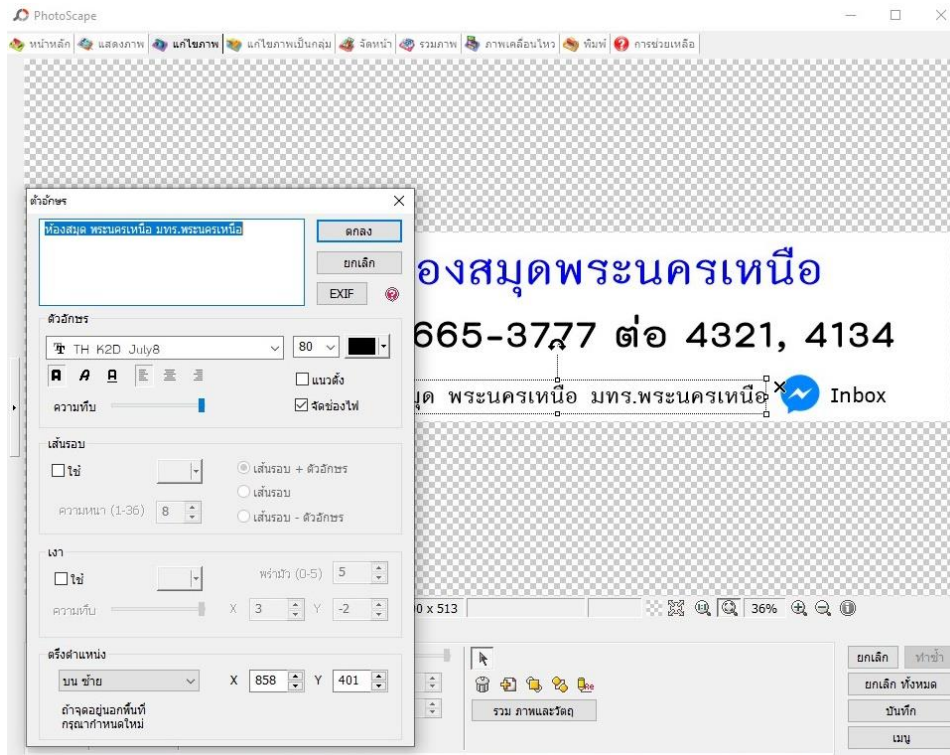 PhotoScape
หน้าหลัก แสดงภาพ แก้ไขภาพ แก้ไขภาพเป็นกลุ่ม จัดหน้า รวมภาพ ภาพเคลื่อนไหว พิมพ์ การช่วยเหลือ
ตัวอักษร
ห้องสมุด พระนครเหนือ มทร.พระนครเหนือ
ตกลง
ยกเลิก
EXIF
ตัวอักษร
TH K2D July8
80
แนวตั้ง
ความทึบ
จัดช่องไฟ
เส้นรอบ
ใช้
เส้นรอบ + ตัวอักษร
เส้นรอบ
ความหนา (1-36) 8
เส้นรอบ - ตัวอักษร
เงา
ใช้
พร่ามัว (0-5) 5
ความทึบ
X 3 Y -2
ตรึงตำแหน่ง
บน ซ้าย
X 858 Y 401
ถ้าจุดอยู่นอกพื้นที่
กรุณากำหนดใหม่
องสมุดพระนครเหนือ
665-3777 ต่อ 4321, 4134
มุด พระนครเหนือ มทร.พระนครเหนือ
Inbox
0 x 513
36%
รวม ภาพและวัตถุ
ยกเลิก ทำซ้ำ
ยกเลิก ทั้งหมด
บันทึก
เมนู